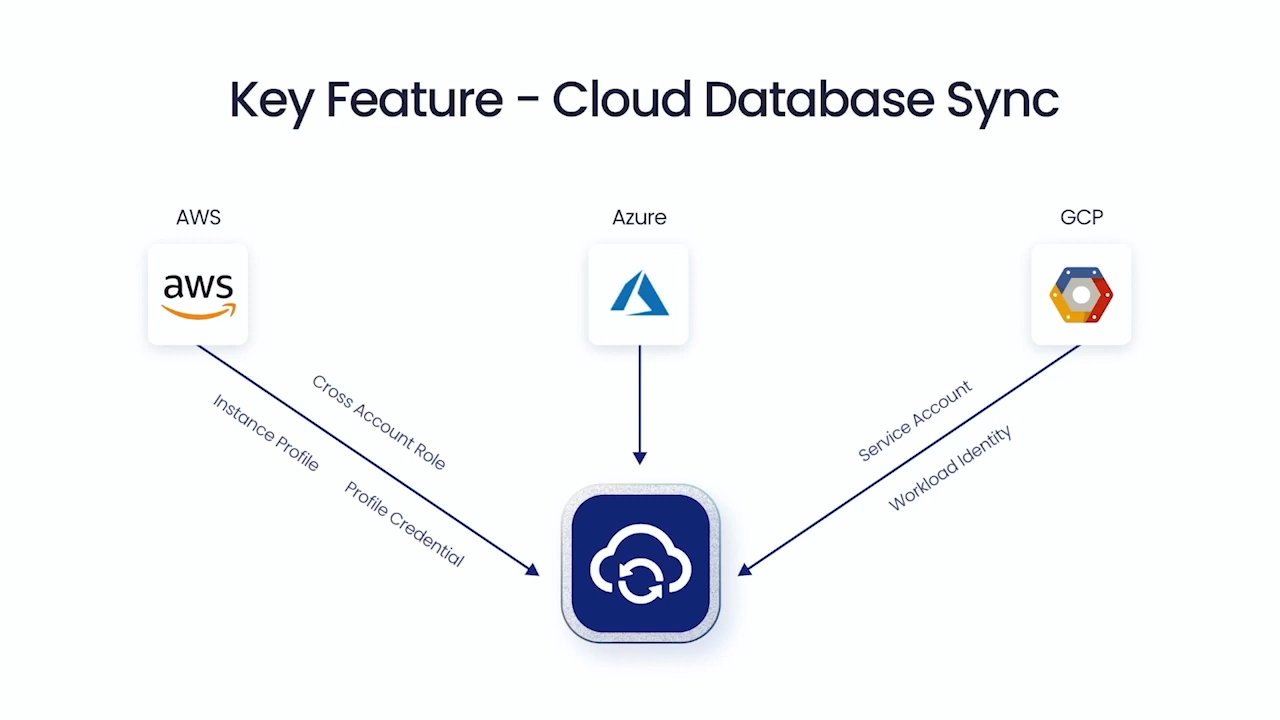 Key Feature - Cloud Database Sync
AWS
Azure
GCP
aws
Cross Account Role
Instance Profile
Profile Credential
Service Account
Workload Identity